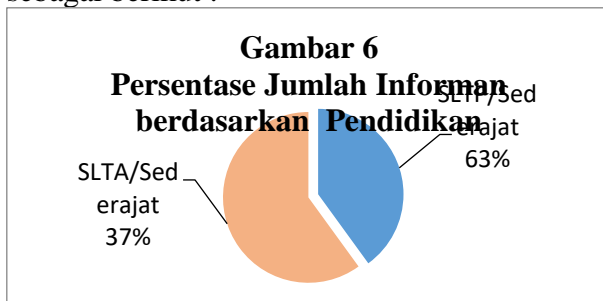 sebagai berikut :
Gambar 6
Persentase Jumlah Informan
berdasarkan Pendidikan
SLTP/Sed
erajat
63%
SLTA/Sed
erajat
37%